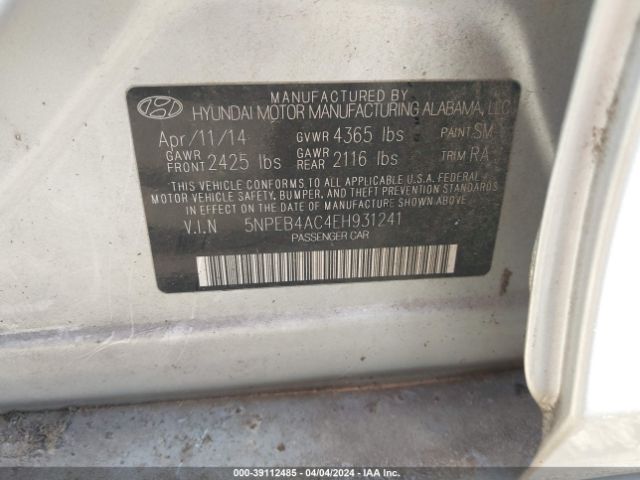 MANUFACTURED BY
HYUNDAI MOTOR MANUFACTURING ALABAMA, LLC
Apr/11/14 GVWR 4365 lbs PAINT SM
GAWR FRONT 2425 lbs GAWR REAR 2116 lbs TRIM RA
THIS VEHICLE CONFORMS TO ALL APPLICABLE U.S.A. FEDERAL
MOTOR VEHICLE SAFETY, BUMPER, AND THEFT PREVENTION STANDARDS
IN EFFECT ON THE DATE OF MANUFACTURE SHOWN ABOVE.
V.I.N 5NPEB4AC4EH931241
PASSENGER CAR
000-39112485 - 04/04/2024 - IAA Inc.